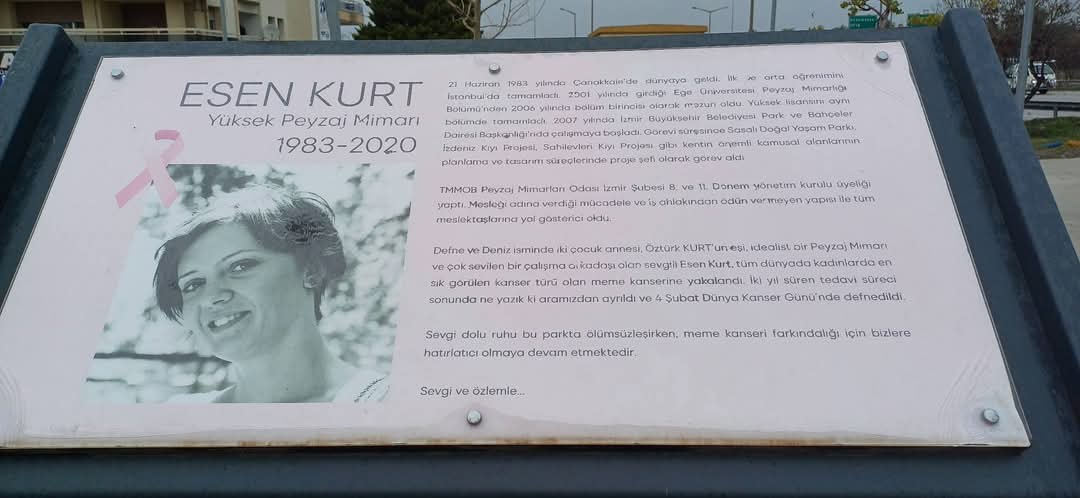 ESEN KURT
Yüksek Peyzaj Mimarı
1983-2020
21 Haziran 1983 yılında Çanakkale'de dünyaya geldi. İlk ve orta öğrenimini
İstanbul'da tamamladı. 2001 yılında girdiği Ege Üniversitesi Peyzaj Mimarlığı
Bölümü'nden 2006 yılında bölüm birincisi olarak mezun oldu. Yüksek lisansını aynı
bölümde tamamladı. 2007 yılında İzmir Büyükşehir Belediyesi Park ve Bahçeler
Dairesi Başkanlığı'nda çalışmaya başladı. Görevi süresince Sasalı Doğal Yaşam Parkı,
İzdeniz Kıyı Projesi, Sahilevleri Kıyı Projesi gibi kentin önemli kamusal alanlarının
planlama ve tasarım süreçlerinde proje şefi olarak görev aldı
TMMOB Peyzaj Mimarları Odası İzmir Şubesi 8. ve 11. Dönem yönetim kurulu üyeliği
yaptı. Mesleği adına verdiği mücadele ve iş ahlakından ödün vermeyen yapısı ile tüm
meslektaşlarına yol gösterici oldu.
Defne ve Deniz isminde iki çocuk annesi, Öztürk KURT'un eşi, idealist bir Peyzaj Mimarı
ve çok sevilen bir çalışma arkadaşı olan sevgili Esen Kurt, tüm dünyada kadınlarda en
sık görülen kanser türü olan meme kanserine yakalandı. İki yıl süren tedavi süreci
sonunda ne yazık ki aramızdan ayrıldı ve 4 Şubat Dünya Kanser Günü'nde defnedildi.
Sevgi dolu ruhu bu parkta ölümsüzleşirken, meme kanseri farkındalığı için bizlere
hatırlatıcı olmaya devam etmektedir.
Sevgi ve özlemle...